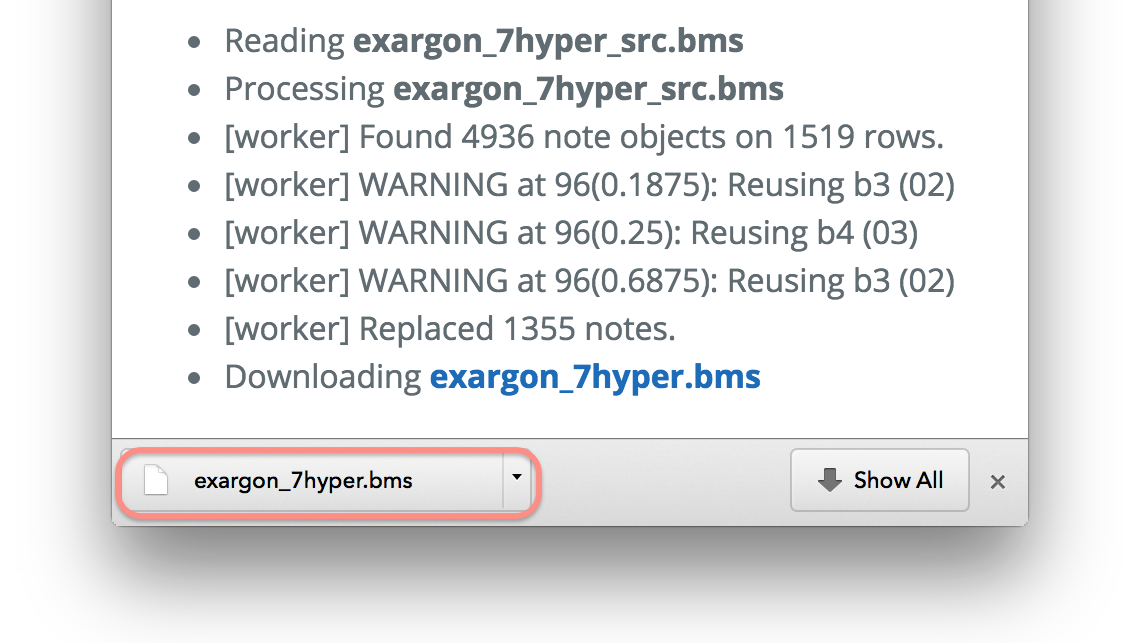 Reading exargon_7hyper_src.bms
Processing exargon_7hyper_src.bms
[worker] Found 4936 note objects on 1519 rows.
[worker] WARNING at 96(0.1875): Reusing b3 (02)
[worker] WARNING at 96(0.25): Reusing b4 (03)
[worker] WARNING at 96(0.6875): Reusing b3 (02)
[worker] Replaced 1355 notes.
Downloading exargon_7hyper.bms
exargon_7hyper.bms Show All